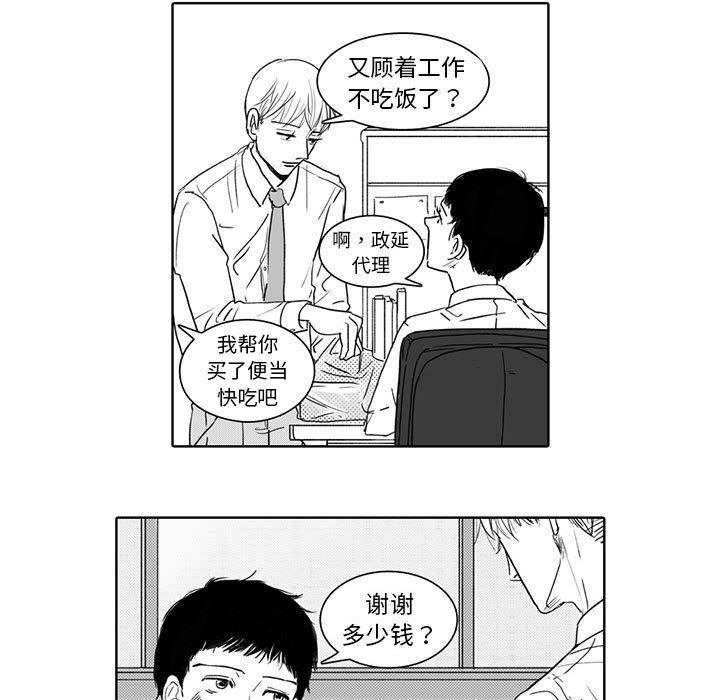 又顾着工作
不吃饭了？
啊，政延
代理
我帮你
买了便当
快吃吧
谢谢
多少钱？